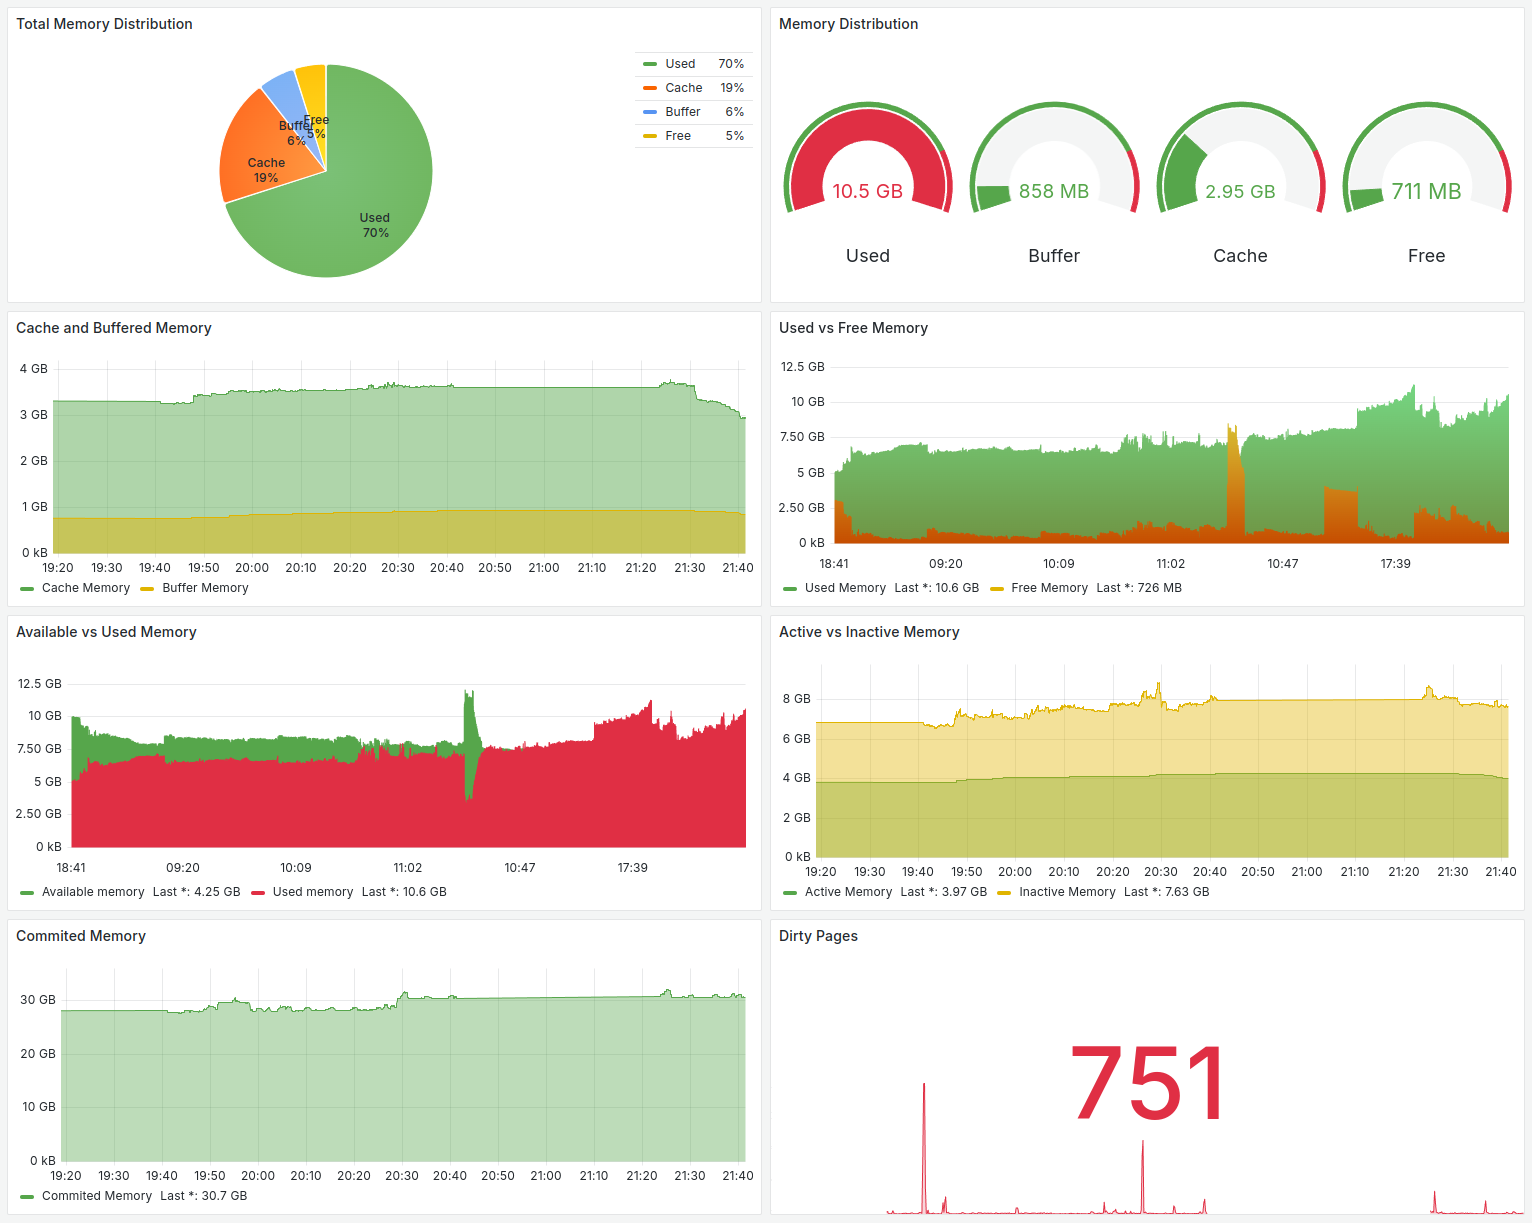 Total Memory Distribution
Used
70%
Cache
19%
Buffer
6%
Free
5%
Used 70%
Cache 19%
Buffer 6%
Free 5%
Memory Distribution
10.5 GB 858 MB 2.95 GB 711 MB
Used Buffer Cache Free
Cache and Buffered Memory
4 GB
3 GB
2 GB
1 GB
0 kB
19:20 19:30 19:40 19:50 20:00 20:10 20:20 20:30 20:40 20:50 21:00 21:10 21:20 21:30 21:40
Cache Memory Buffer Memory
Used vs Free Memory
12.5 GB
10 GB
7.50 GB
5 GB
2.50 GB
0 kB
18:41 09:20 10:09 11:02 10:47 17:39
Used Memory Last *: 10.6 GB Free Memory Last *: 726 MB
Available vs Used Memory
12.5 GB
10 GB
7.50 GB
5 GB
2.50 GB
0 kB
18:41 09:20 10:09 11:02 10:47 17:39
Available memory Last *: 4.25 GB Used memory Last *: 10.6 GB
Active vs Inactive Memory
8 GB
6 GB
4 GB
2 GB
0 kB
19:20 19:30 19:40 19:50 20:00 20:10 20:20 20:30 20:40 20:50 21:00 21:10 21:20 21:30 21:40
Active Memory Last *: 3.97 GB Inactive Memory Last *: 7.63 GB
Commited Memory
30 GB
20 GB
10 GB
0 kB
19:20 19:30 19:40 19:50 20:00 20:10 20:20 20:30 20:40 20:50 21:00 21:10 21:20 21:30 21:40
Commited Memory Last *: 30.7 GB
Dirty Pages
751